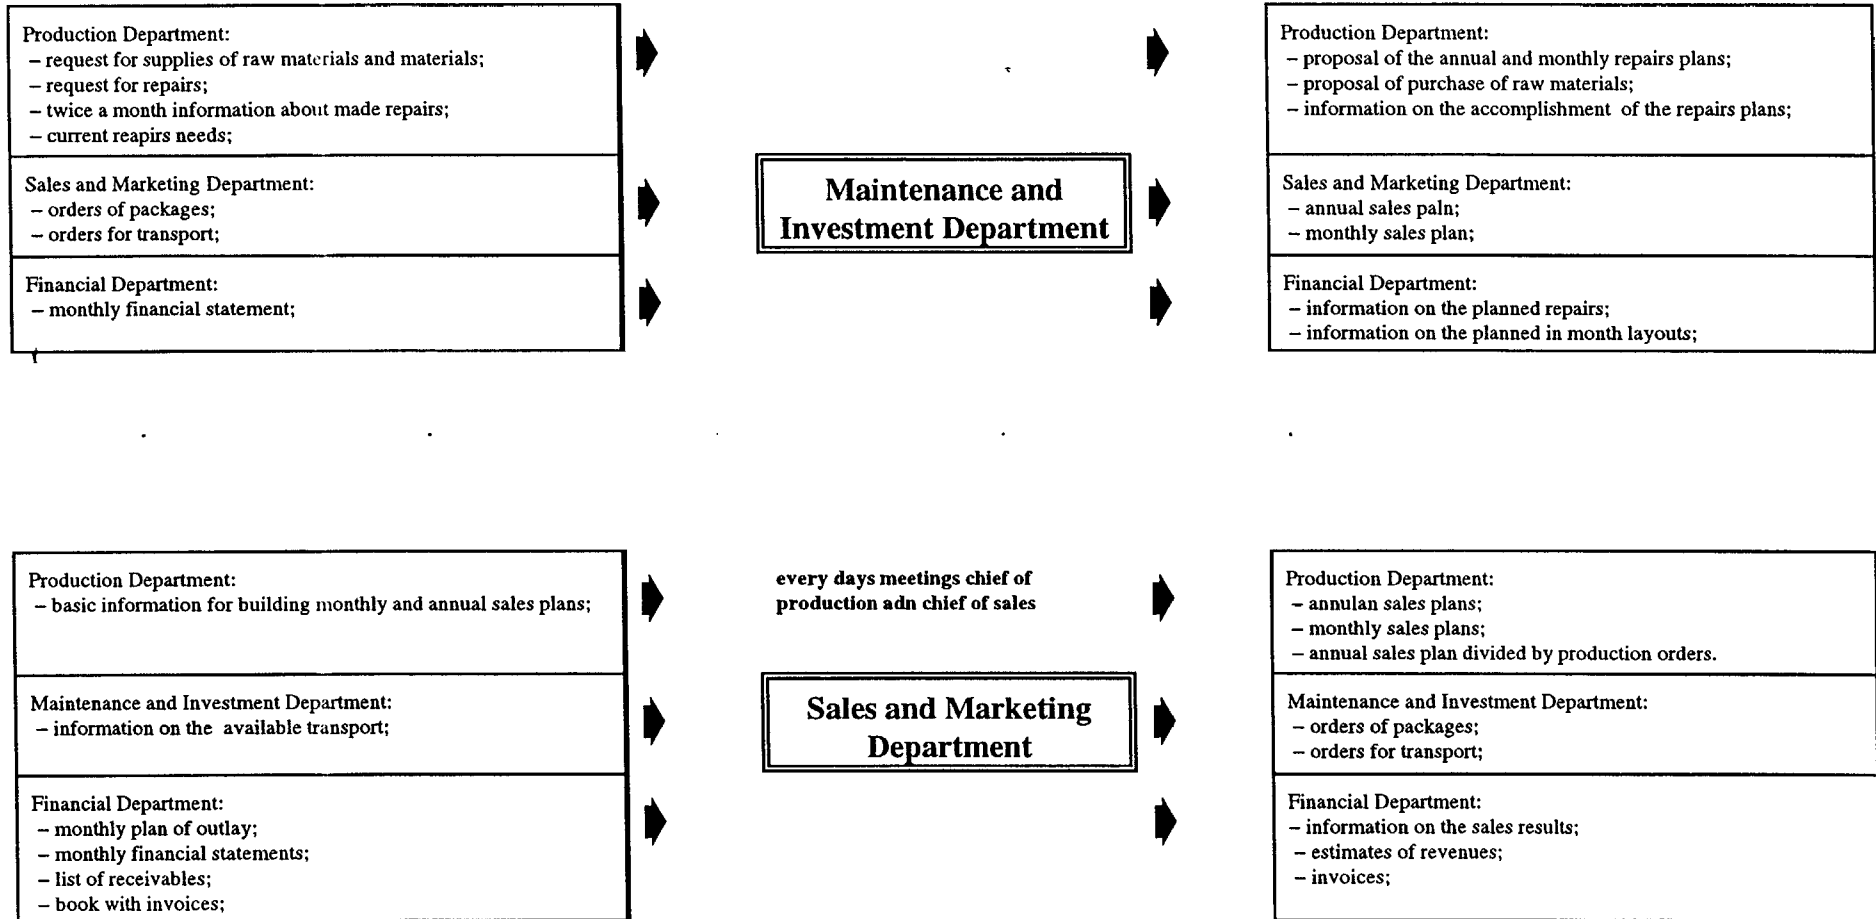 Production Department:
– request for supplies of raw materials and materials;
– request for repairs;
– twice a month information about made repairs;
– current reapirs needs;
Sales and Marketing Department:
– orders of packages;
– orders for transport;
Financial Department:
– monthly financial statement;
Maintenance and
Investment Department
Production Department:
– proposal of the annual and monthly repairs plans;
– proposal of purchase of raw materials;
– information on the accomplishment of the repairs plans;
Sales and Marketing Department:
– annual sales paln;
– monthly sales plan;
Financial Department:
– information on the planned repairs;
– information on the planned in month layouts;
Production Department:
– basic information for building monthly and annual sales plans;
Maintenance and Investment Department:
– information on the available transport;
Financial Department:
– monthly plan of outlay;
– monthly financial statements;
– list of receivables;
– book with invoices;
every days meetings chief of
production adn chief of sales
Sales and Marketing
Department
Production Department:
– annulan sales plans;
– monthly sales plans;
– annual sales plan divided by production orders.
Maintenance and Investment Department:
– orders of packages;
– orders for transport;
Financial Department:
– information on the sales results;
– estimates of revenues;
– invoices;